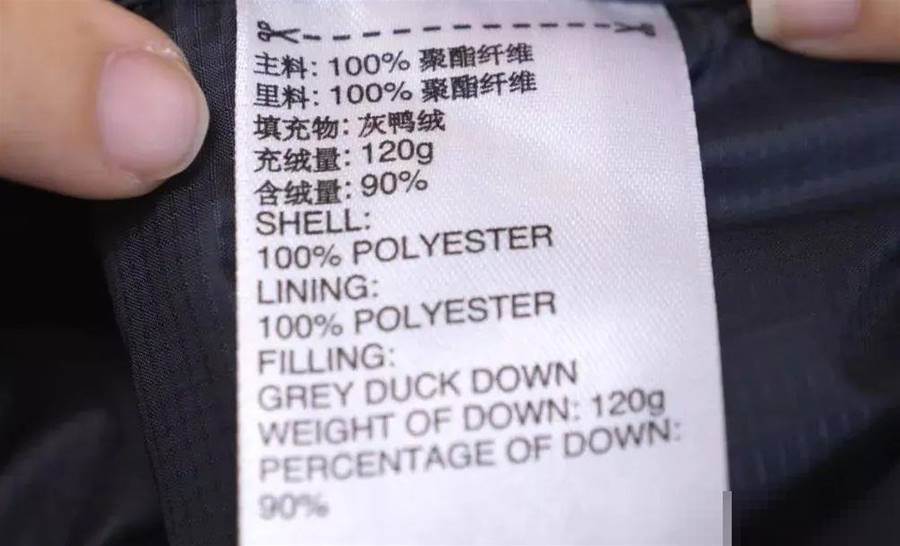 主料: 100% 聚酯纤维
里料: 100% 聚酯纤维
填充物: 灰鸭绒
充绒量: 120g
含绒量: 90%
SHELL:
100% POLYESTER
LINING:
100% POLYESTER
FILLING:
GREY DUCK DOWN
WEIGHT OF DOWN: 120g
PERCENTAGE OF DOWN:
90%